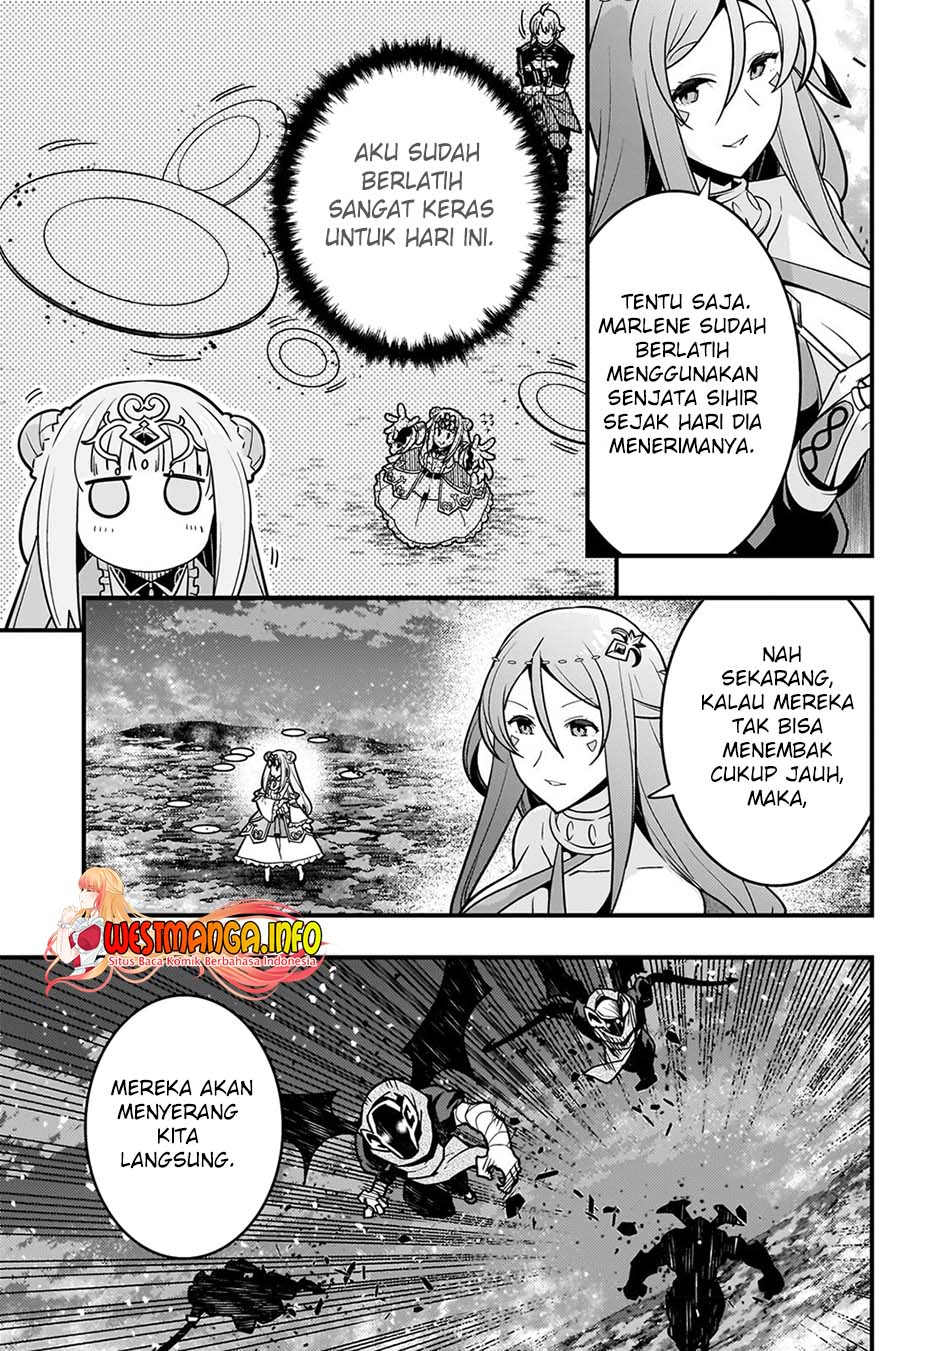 TENTU SAJA.
MARLENE SUDAH
BERLATIH
MENGGUNAKAN
SENJATA SIHIR
SEJAK HARI DIA
MENERIMANYA.
AKU SUDAH
BERLATIH
SANGAT KERAS
UNTUK HARI INI.
NAH
SEKARANG,
KALAU MEREKA
TAK BISA
MENEMBAK
CUKUP JAUH,
MAKA,
WESTMANGA.INFO
Situs Baca Komik Berbahasa Indonesia
MEREKA AKAN
MENYERANG
KITA
LANGSUNG.